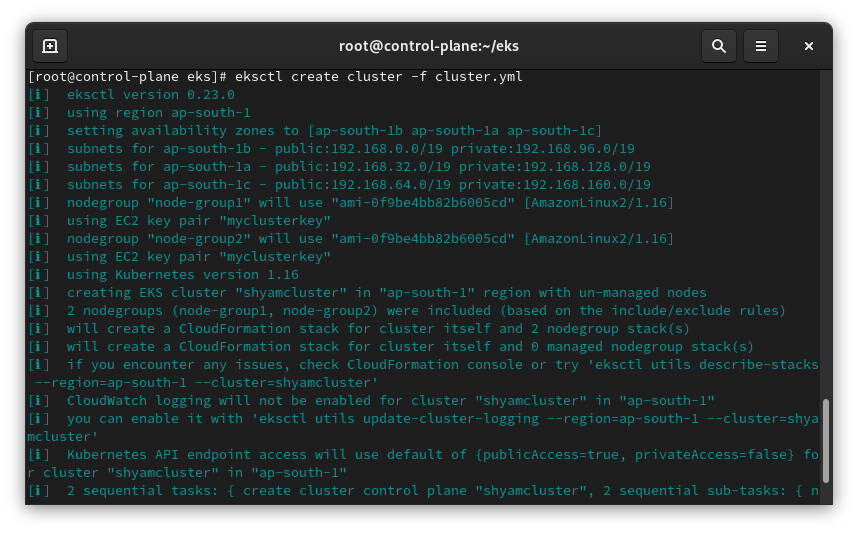 root@control-plane:~/eks
[root@control-plane eks]# eksctl create cluster -f cluster.yml
[ℹ]  eksctl version 0.23.0
[ℹ]  using region ap-south-1
[ℹ]  setting availability zones to [ap-south-1b ap-south-1a ap-south-1c]
[ℹ]  subnets for ap-south-1b - public:192.168.0.0/19 private:192.168.96.0/19
[ℹ]  subnets for ap-south-1a - public:192.168.32.0/19 private:192.168.128.0/19
[ℹ]  subnets for ap-south-1c - public:192.168.64.0/19 private:192.168.160.0/19
[ℹ]  nodegroup "node-group1" will use "ami-0f9be4bb82b6005cd" [AmazonLinux2/1.16]
[ℹ]  using EC2 key pair "myclusterkey"
[ℹ]  nodegroup "node-group2" will use "ami-0f9be4bb82b6005cd" [AmazonLinux2/1.16]
[ℹ]  using EC2 key pair "myclusterkey"
[ℹ]  using Kubernetes version 1.16
[ℹ]  creating EKS cluster "shyamcluster" in "ap-south-1" region with un-managed nodes
[ℹ]  2 nodegroups (node-group1, node-group2) were included (based on the include/exclude rules)
[ℹ]  will create a CloudFormation stack for cluster itself and 2 nodegroup stack(s)
[ℹ]  will create a CloudFormation stack for cluster itself and 0 managed nodegroup stack(s)
[ℹ]  if you encounter any issues, check CloudFormation console or try 'eksctl utils describe-stacks
 --region=ap-south-1 --cluster=shyamcluster'
[ℹ]  CloudWatch logging will not be enabled for cluster "shyamcluster" in "ap-south-1"
[ℹ]  you can enable it with 'eksctl utils update-cluster-logging --region=ap-south-1 --cluster=shya
mcluster'
[ℹ]  Kubernetes API endpoint access will use default of {publicAccess=true, privateAccess=false} fo
r cluster "shyamcluster" in "ap-south-1"
[ℹ]  2 sequential tasks: { create cluster control plane "shyamcluster", 2 sequential sub-tasks: { n